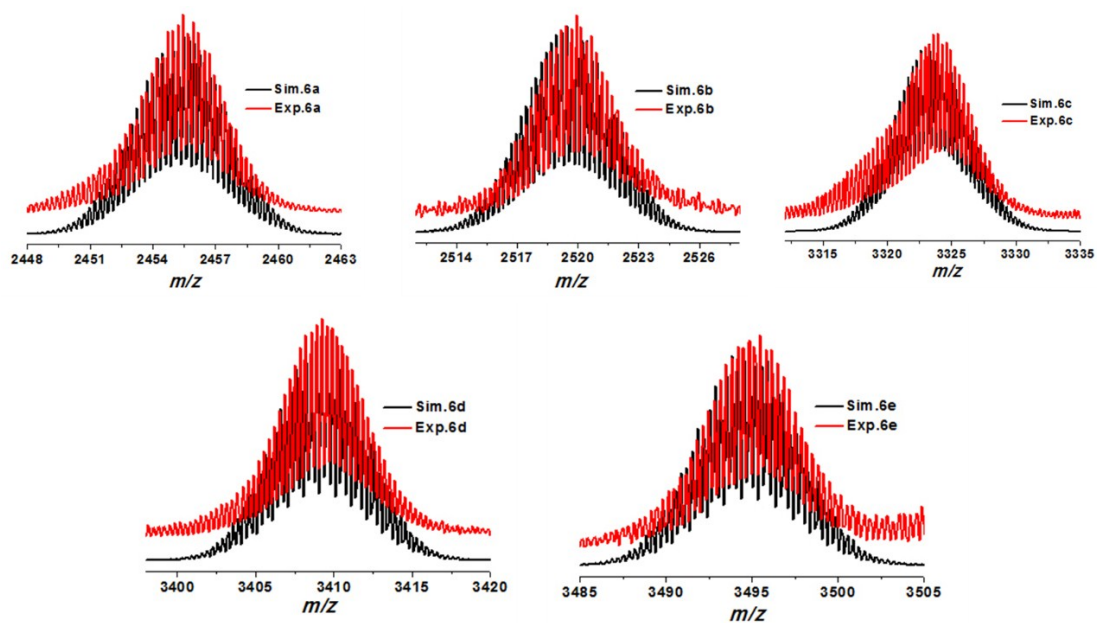 Sim.6a
Exp.6a
2448 2451 2454 2457 2460 2463
m/z
Sim.6b
Exp.6b
2514 2517 2520 2523 2526
m/z
Sim.6c
Exp.6c
3315 3320 3325 3330 3335
m/z
Sim.6d
Exp.6d
3400 3405 3410 3415 3420
m/z
Sim.6e
Exp.6e
3485 3490 3495 3500 3505
m/z